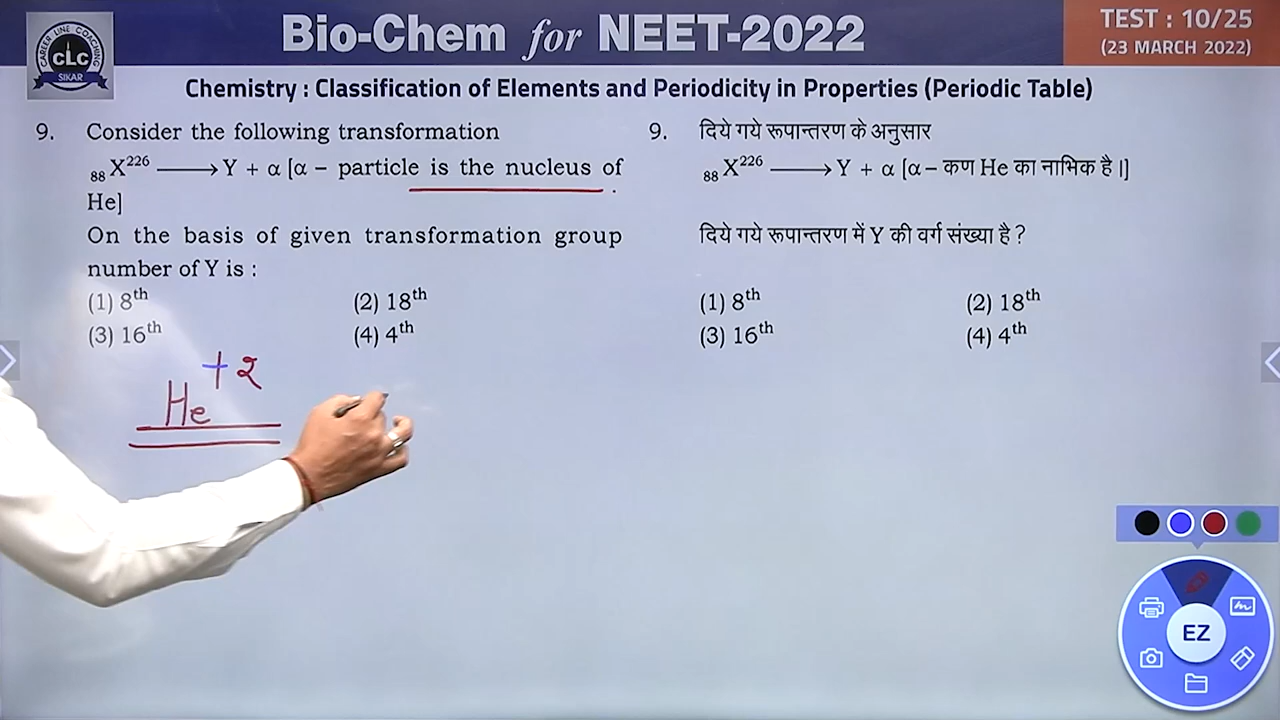 CAREER LINE COACHING
CLC
SIKAR
Bio-Chem for NEET-2022
TEST : 10/25
(23 MARCH 2022)
Chemistry : Classification of Elements and Periodicity in Properties (Periodic Table)
9. Consider the following transformation
₈₈X²²⁶ ⟶ Y + α [α – particle is the nucleus of
He]
On the basis of given transformation group
number of Y is :
(1) 8ᵗʰ (2) 18ᵗʰ
(3) 16ᵗʰ (4) 4ᵗʰ
He⁺²
9. दिये गये रूपान्तरण के अनुसार
₈₈X²²⁶ ⟶ Y + α [α – कण He का नाभिक है।]
दिये गये रूपान्तरण में Y की वर्ग संख्या है ?
(1) 8ᵗʰ (2) 18ᵗʰ
(3) 16ᵗʰ (4) 4ᵗʰ
EZ